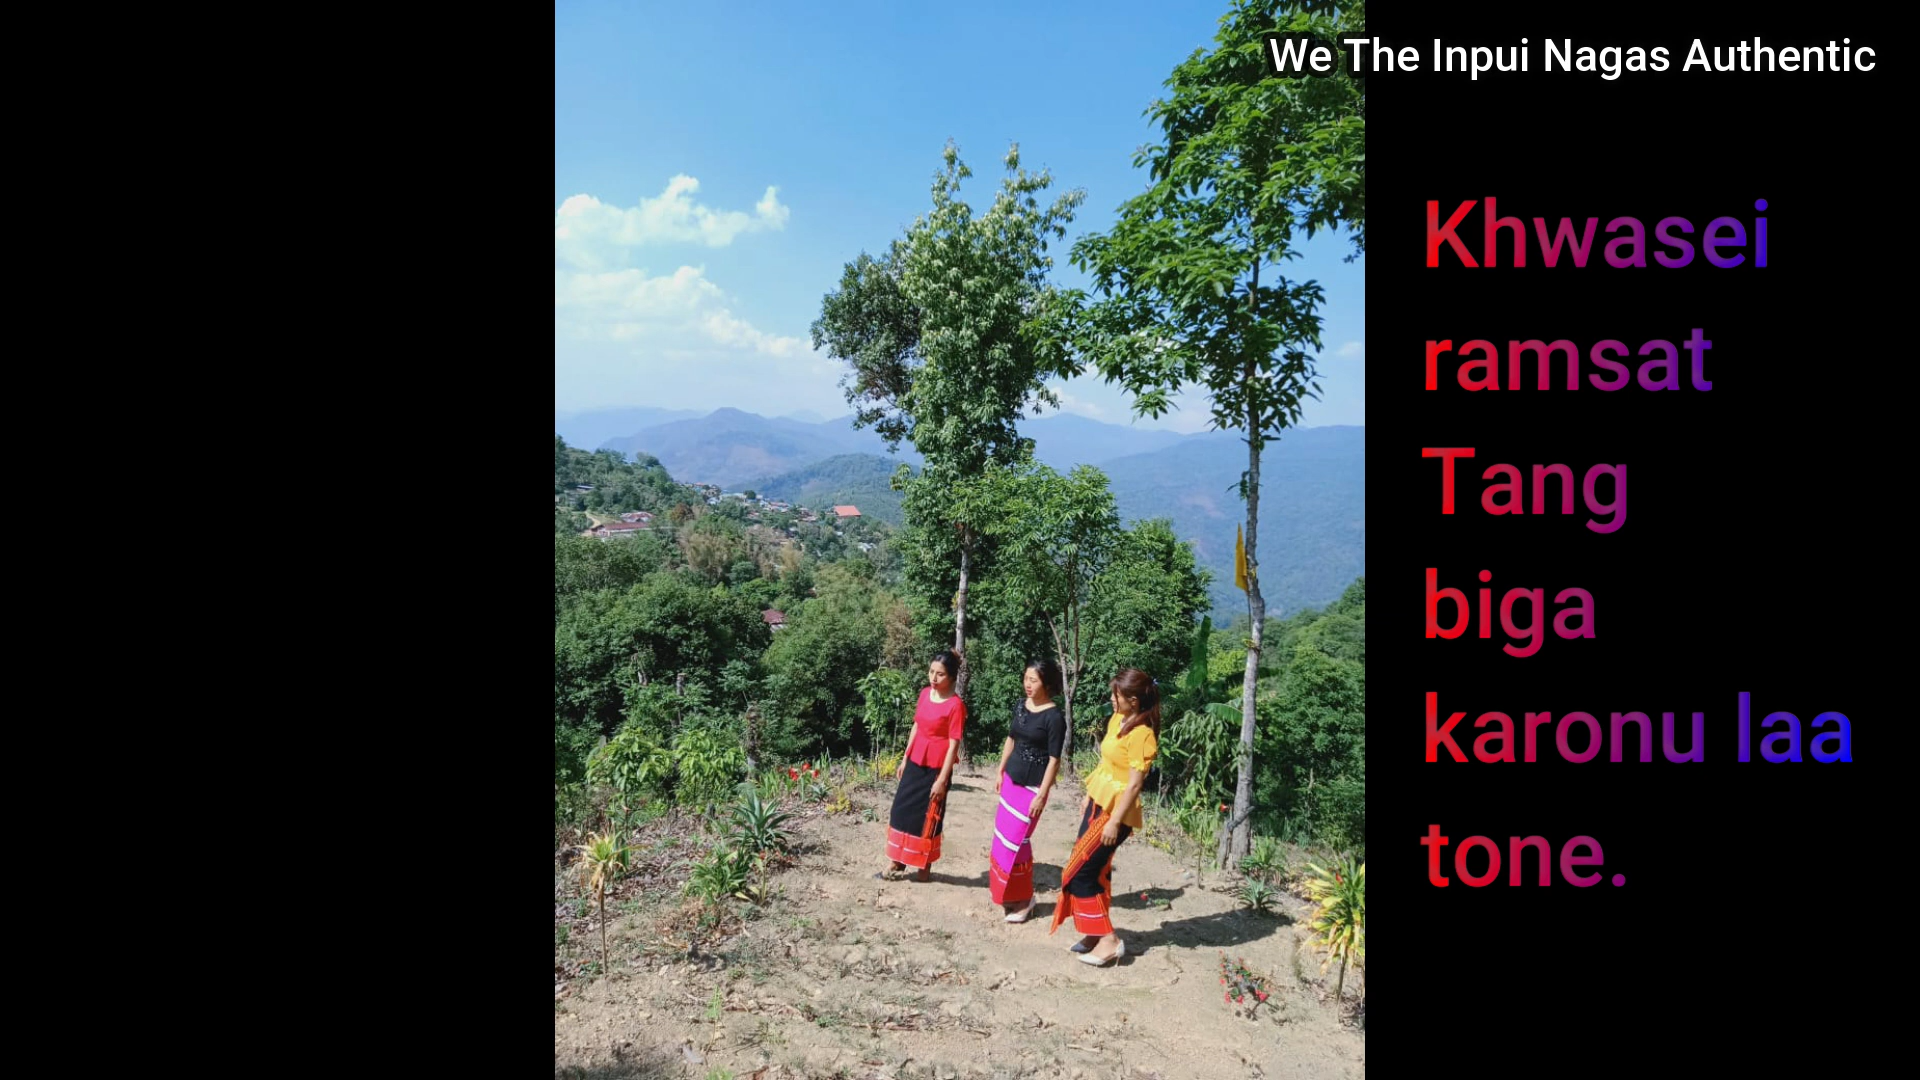 We The Inpui Nagas Authentic
Khwasei
ramsat
Tang
biga
karonu laa
tone.